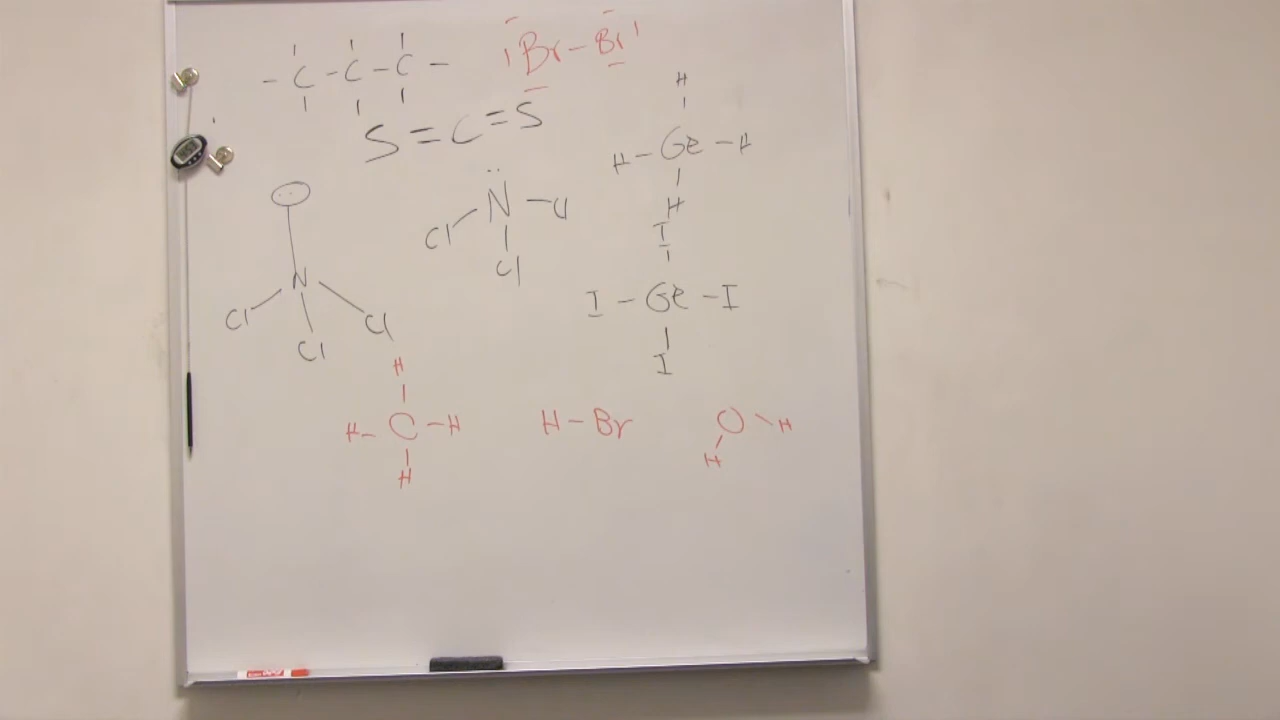 - C - C - C -
Br - Br
S = C = S
H
H - Ge - H
H
N
Cl
Cl
Cl
N
Cl
Cl
Cl
I
I - Ge - I
I
H
H - C - H
H
H - Br
O
H
H